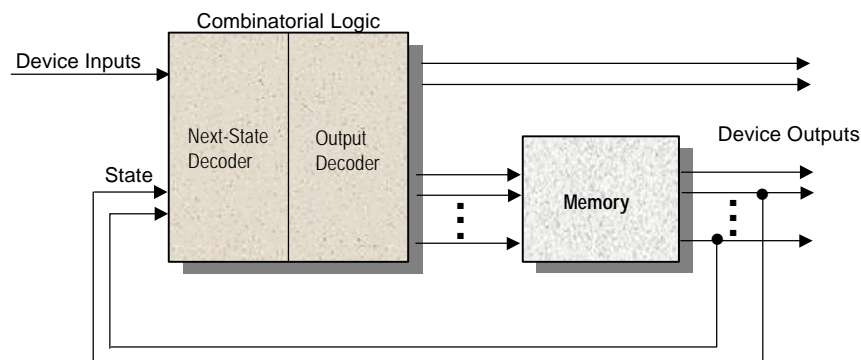 Combinatorial Logic
Device Inputs
Next-State
Decoder
Output
Decoder
Device Outputs
State
Memory